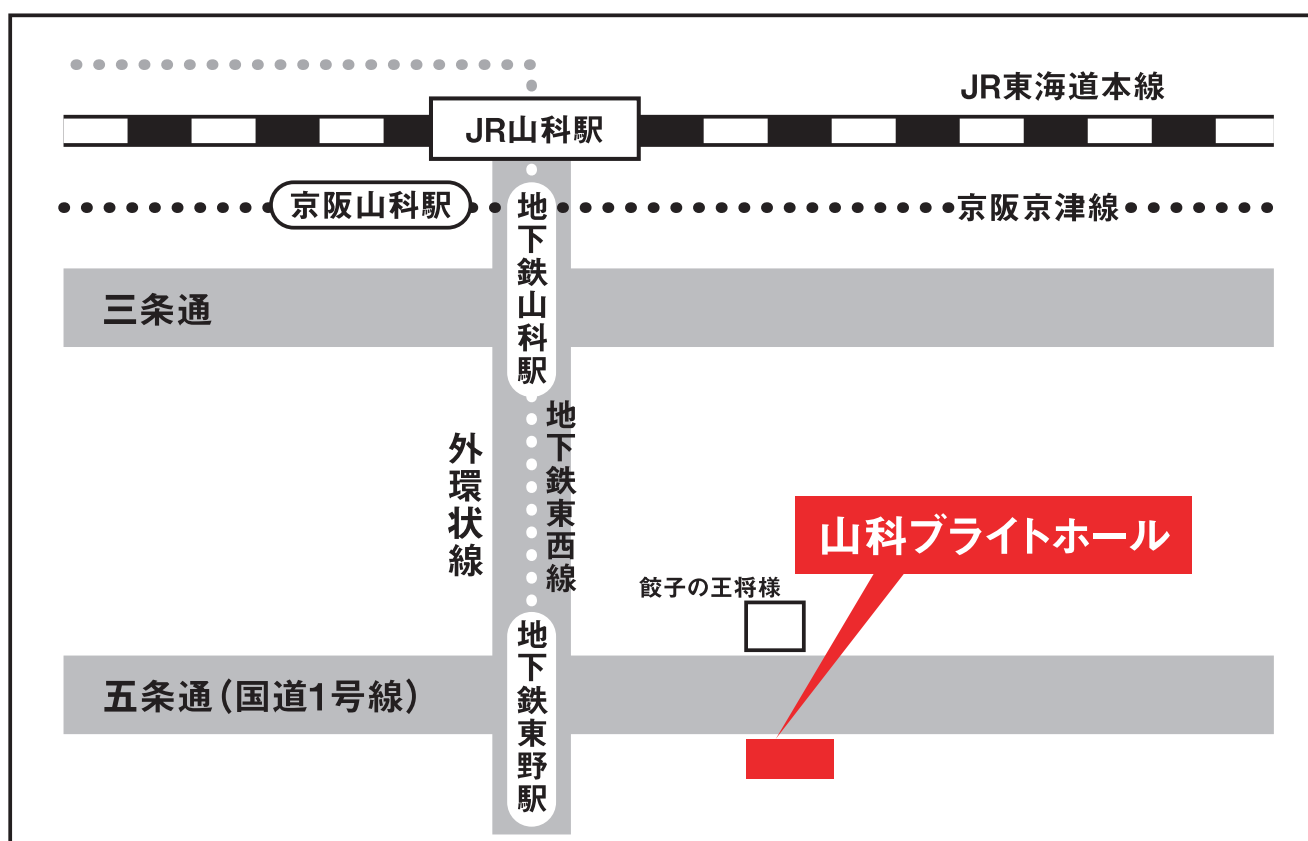 JR東海道本線
JR山科駅
京阪山科駅
京阪京津線
地下鉄山科駅
三条通
外環状線
地下鉄東西線
山科ブライトホール
餃子の王将様
五条通(国道1号線)
地下鉄東野駅